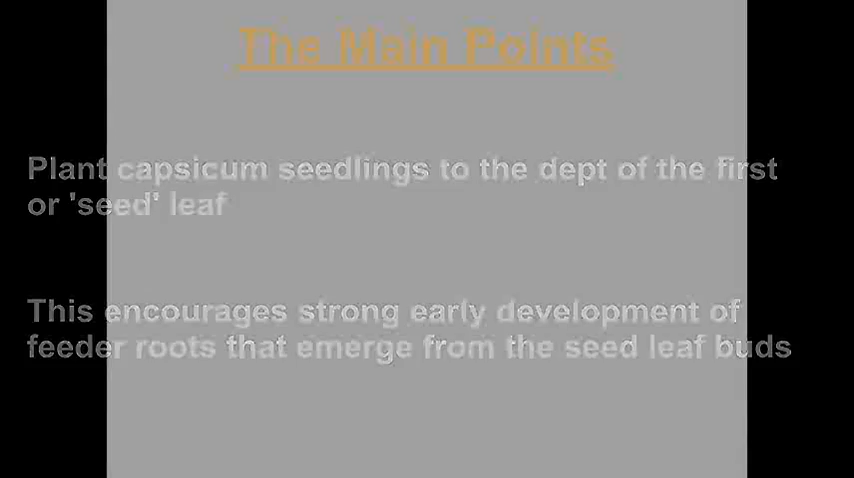 The Main Points
Plant capsicum seedlings to the dept of the first
or 'seed' leaf
This encourages strong early development of
feeder roots that emerge from the seed leaf buds